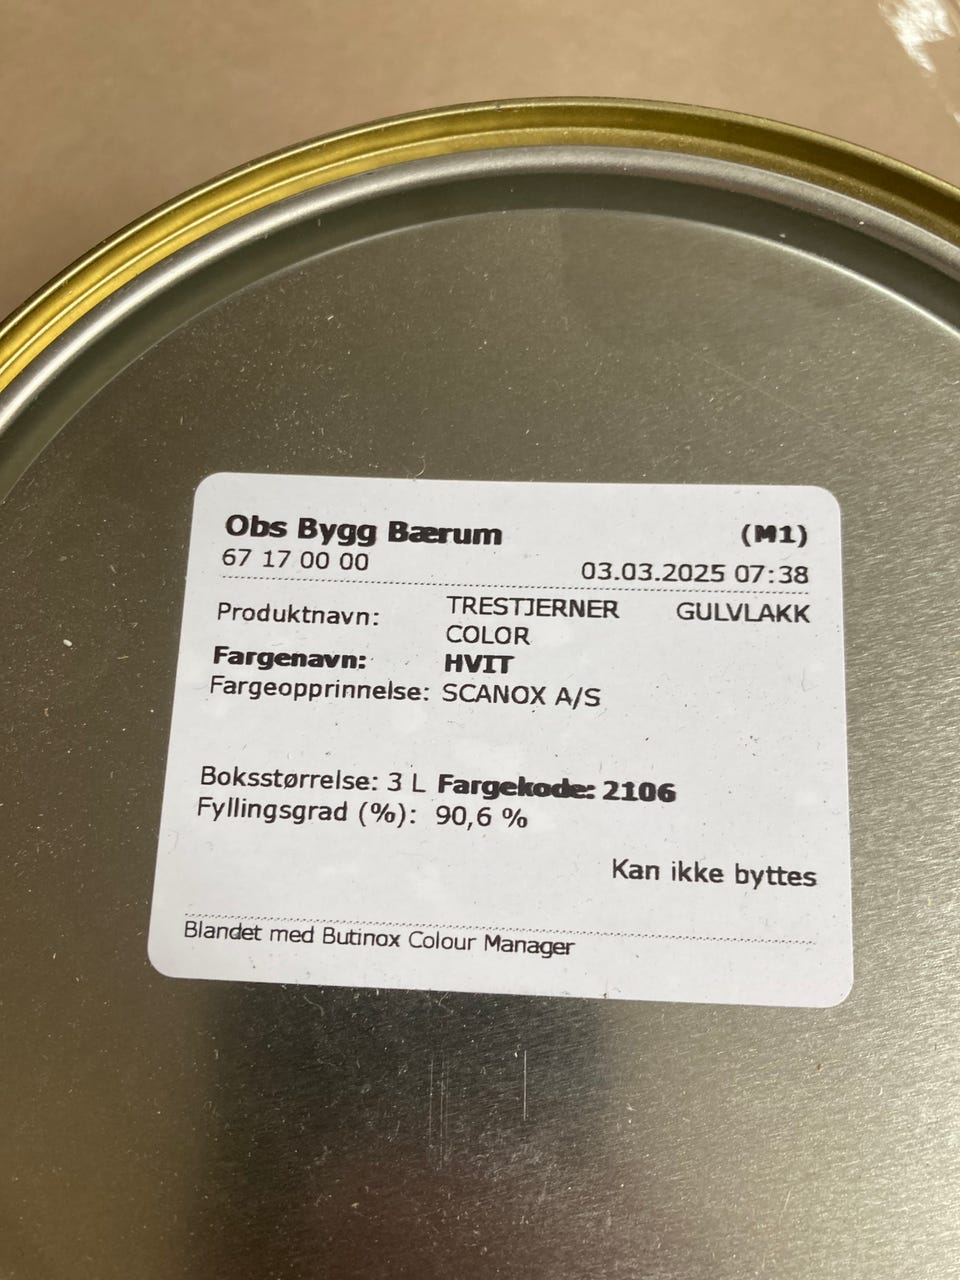 Obs Bygg Bærum (M1)
67 17 00 00 03.03.2025 07:38
Produktnavn: TRESTJERNER GULVLAKK
COLOR
Fargenavn: HVIT
Fargeopprinnelse: SCANOX A/S
Boksstørrelse: 3 L Fargekode: 2106
Fyllingsgrad (%): 90,6 %
Kan ikke byttes
Blandet med Butinox Colour Manager